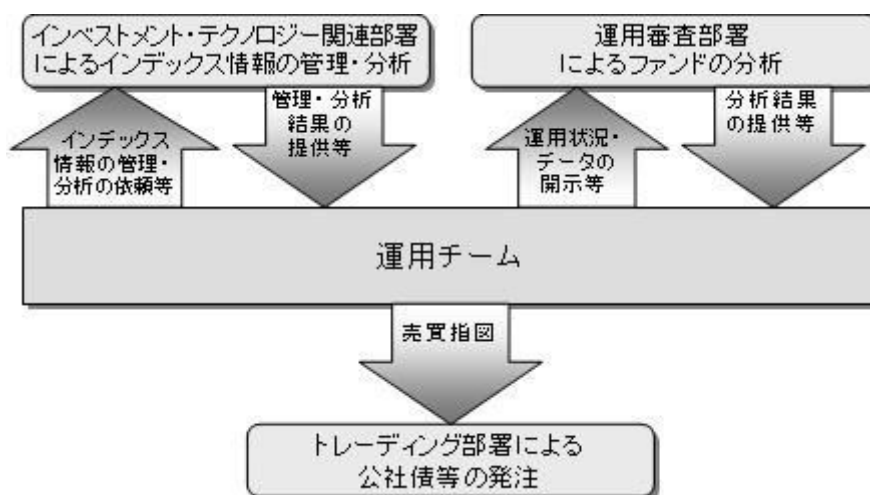 インベストメント・テクノロジー関連部署
によるインデックス情報の管理・分析
運用審査部署
によるファンドの分析
インデックス
情報の管理・
分析の依頼等
管理・分析
結果の
提供等
運用状況・
データの
開示等
分析結果
の提供等
運用チーム
売買指図
トレーディング部署による
公社債等の発注